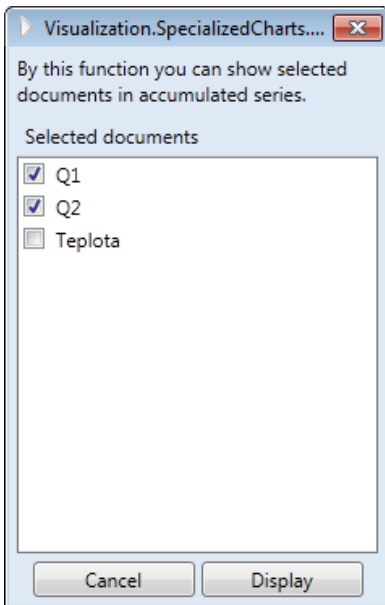 Visualization.SpecializedCharts....
By this function you can show selected
documents in accumulated series.
Selected documents
Q1
Q2
Teplota
Cancel Display